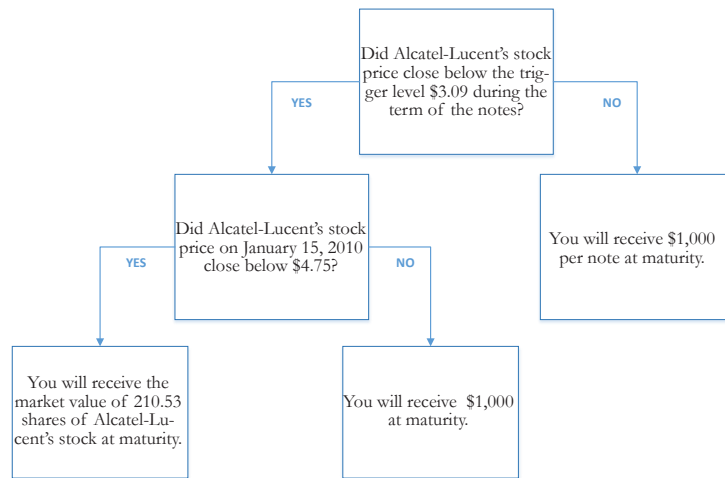 Did Alcatel-Lucent's stock
price close below the trig-
ger level $3.09 during the
term of the notes?
YES
NO
Did Alcatel-Lucent's stock
price on January 15, 2010
close below $4.75?
You will receive $1,000
per note at maturity.
YES
NO
You will receive the
market value of 210.53
shares of Alcatel-Lu-
cent's stock at maturity.
You will receive $1,000
at maturity.